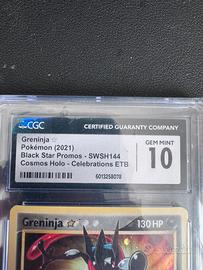 CGC
CERTIFIED GUARANTY COMPANY
Greninja ☆
Pokémon (2021)
Black Star Promos - SWSH144
Cosmos Holo - Celebrations ETB
6013258078
GEM MINT
10
Greninja ☆
130 HP